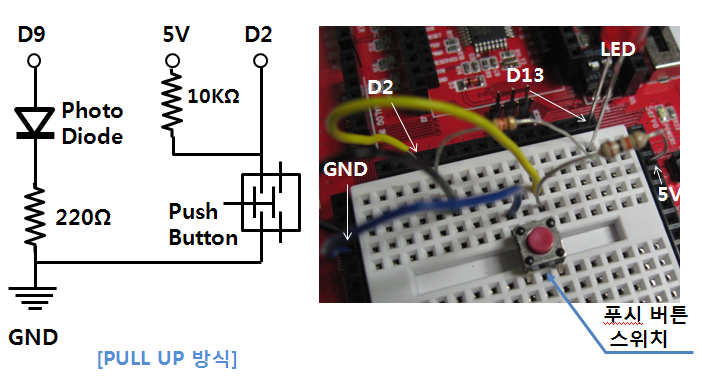 D9
5V
D2
10KΩ
Photo
Diode
220Ω
Push
Button
GND
[PULL UP 방식]
LED
D13
D2
GND
5V
푸시 버튼
스위치